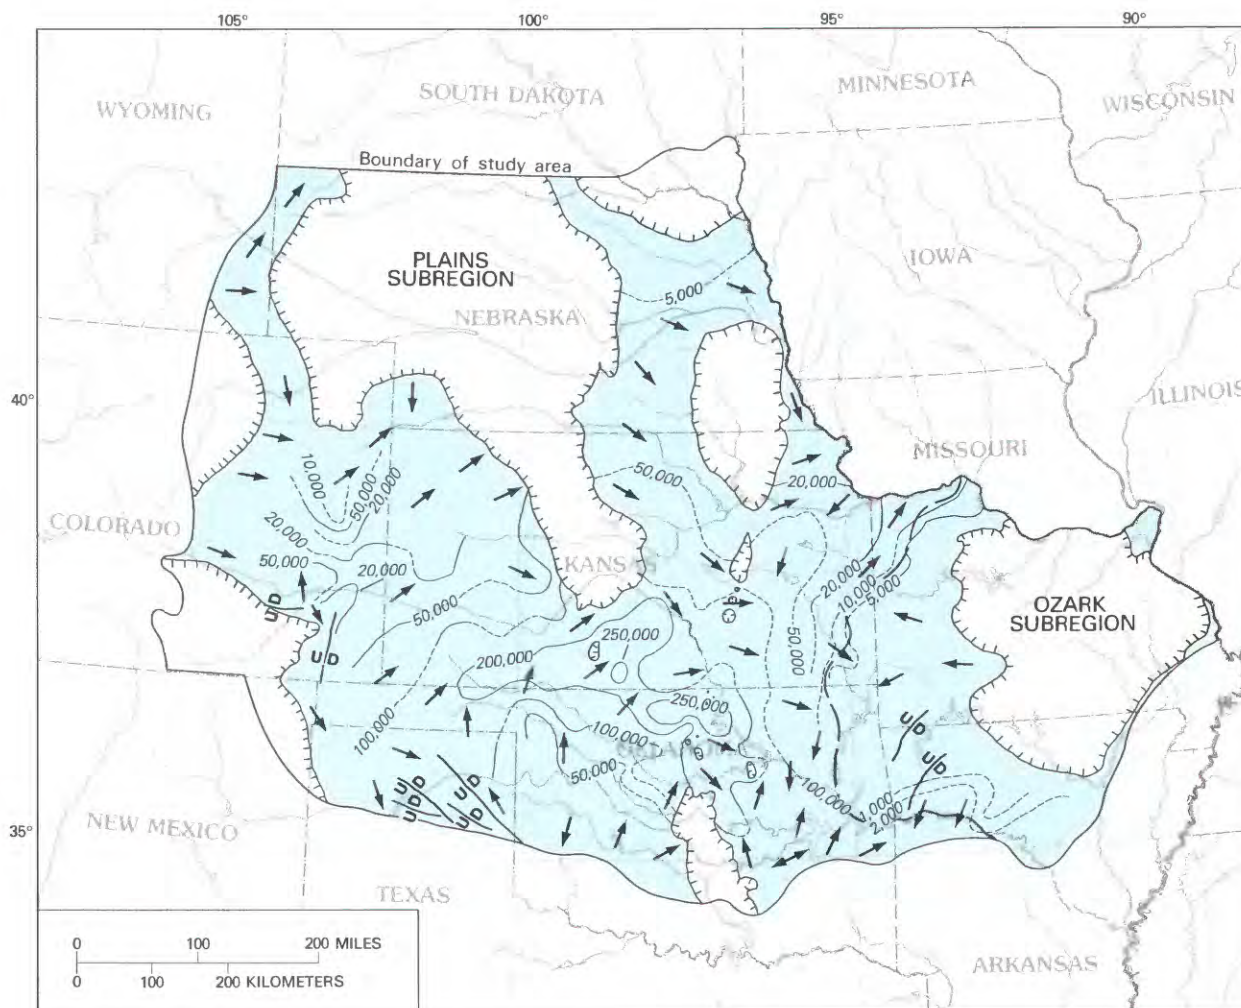 105°
100°
95°
90°
WYOMING
SOUTH DAKOTA
MINNESOTA
WISCONSIN
Boundary of study area
PLAINS
SUBREGION
IOWA
5,000
NEBRASKA
40°
ILLINOIS
MISSOURI
10,000
50,000
20,000
50,000
20,000
COLORADO
20,000
50,000
20,000
KANSAS
20,000
10,000
5,000
U D
50,000
OZARK
SUBREGION
50,000
250,000
200,000
U/D
250,000
100,000
100,000
OKLAHOMA
U/D
U/D
50,000
100,000
1,000
2,000
U/D
U/D
U/D
U/D
35°
NEW MEXICO
TEXAS
ARKANSAS
0 100 200 MILES
0 100 200 KILOMETERS